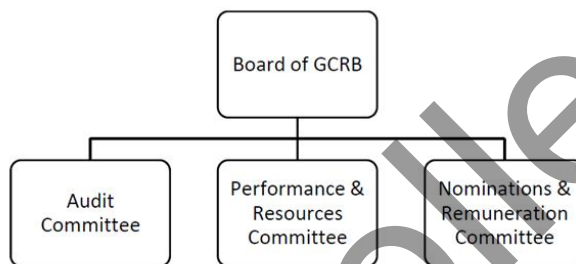 Board of GCRB
Audit
Committee
Performance &
Resources
Committee
Nominations &
Remuneration
Committee